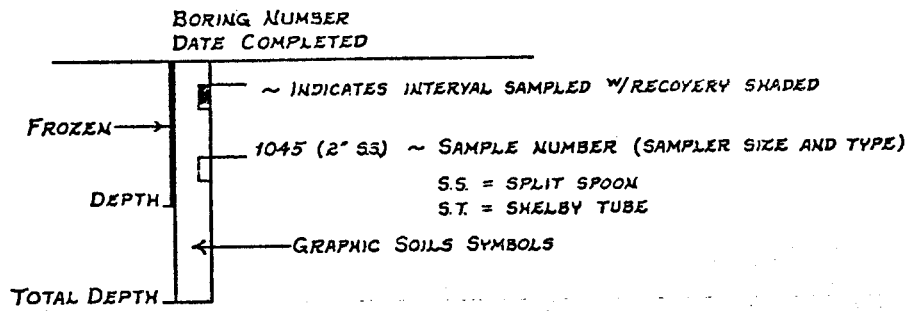 BORING NUMBER
DATE COMPLETED
~ INDICATES INTERVAL SAMPLED W/RECOVERY SHADED
FROZEN
1045 (2" S.S.) ~ SAMPLE NUMBER (SAMPLER SIZE AND TYPE)
S.S. = SPLIT SPOON
DEPTH
S.T. = SHELBY TUBE
GRAPHIC SOILS SYMBOLS
TOTAL DEPTH